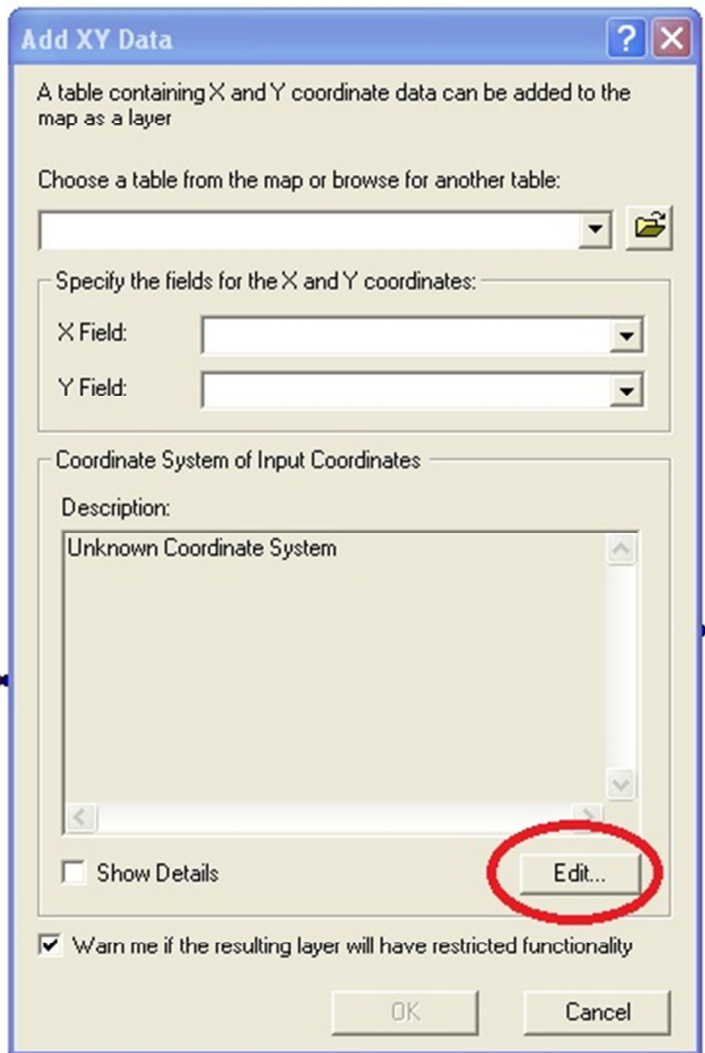 Add XY Data
?
A table containing X and Y coordinate data can be added to the
map as a layer
Choose a table from the map or browse for another table:
Specify the fields for the X and Y coordinates:
X Field:
Y Field:
Coordinate System of Input Coordinates
Description:
Unknown Coordinate System
Show Details
Edit...
Warn me if the resulting layer will have restricted functionality
OK
Cancel